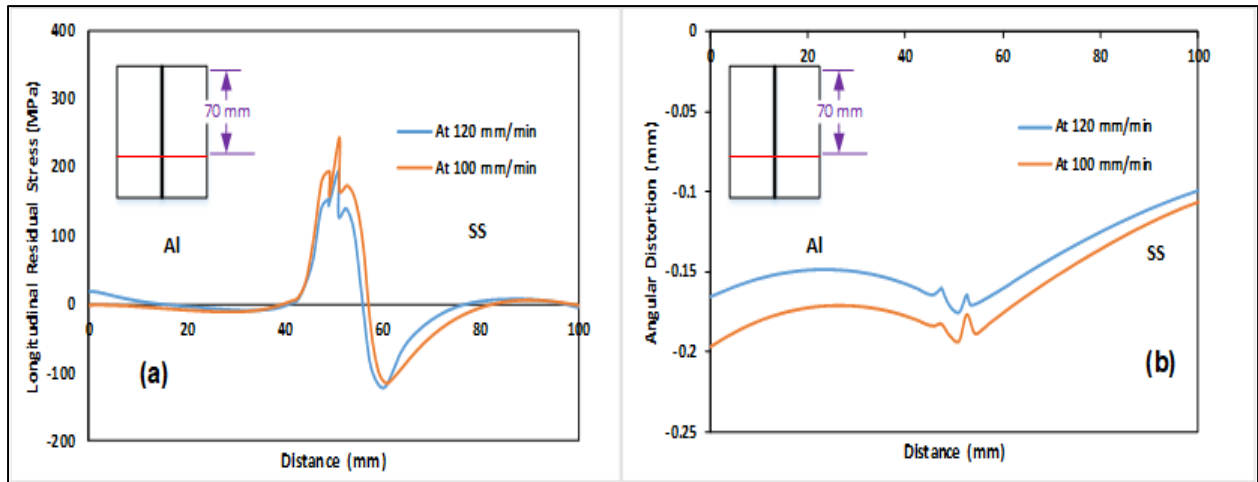 Longitudinal Residual Stress (MPa)
400
300
200
100
0
-100
-200
0
20
40
60
80
100
Distance (mm)
70 mm
At 120 mm/min
At 100 mm/min
Al
SS
(a)
Angular Distortion (mm)
0
-0.05
-0.1
-0.15
-0.2
-0.25
0
20
40
60
80
100
Distance (mm)
70 mm
At 120 mm/min
At 100 mm/min
Al
SS
(b)